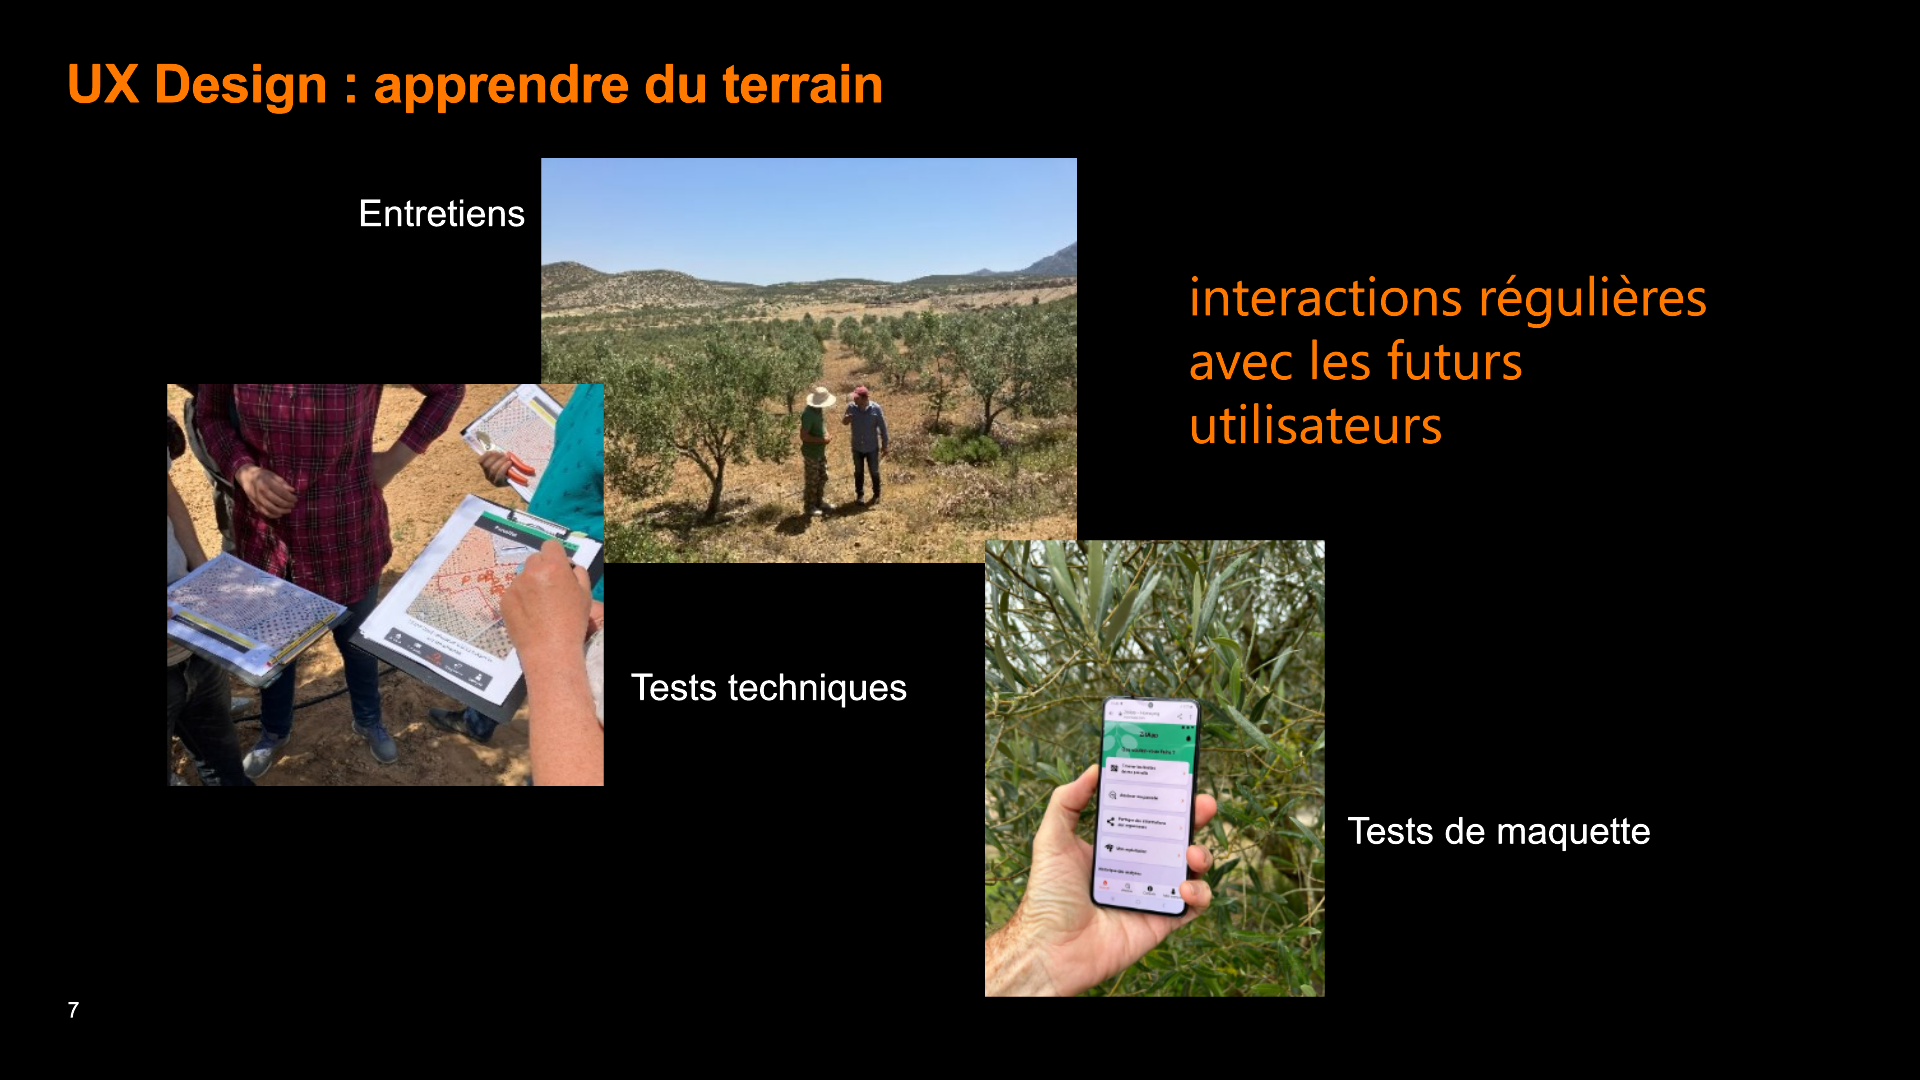 UX Design : apprendre du terrain
Entretiens
interactions régulières
avec les futurs
utilisateurs
Tests techniques
Tests de maquette
7